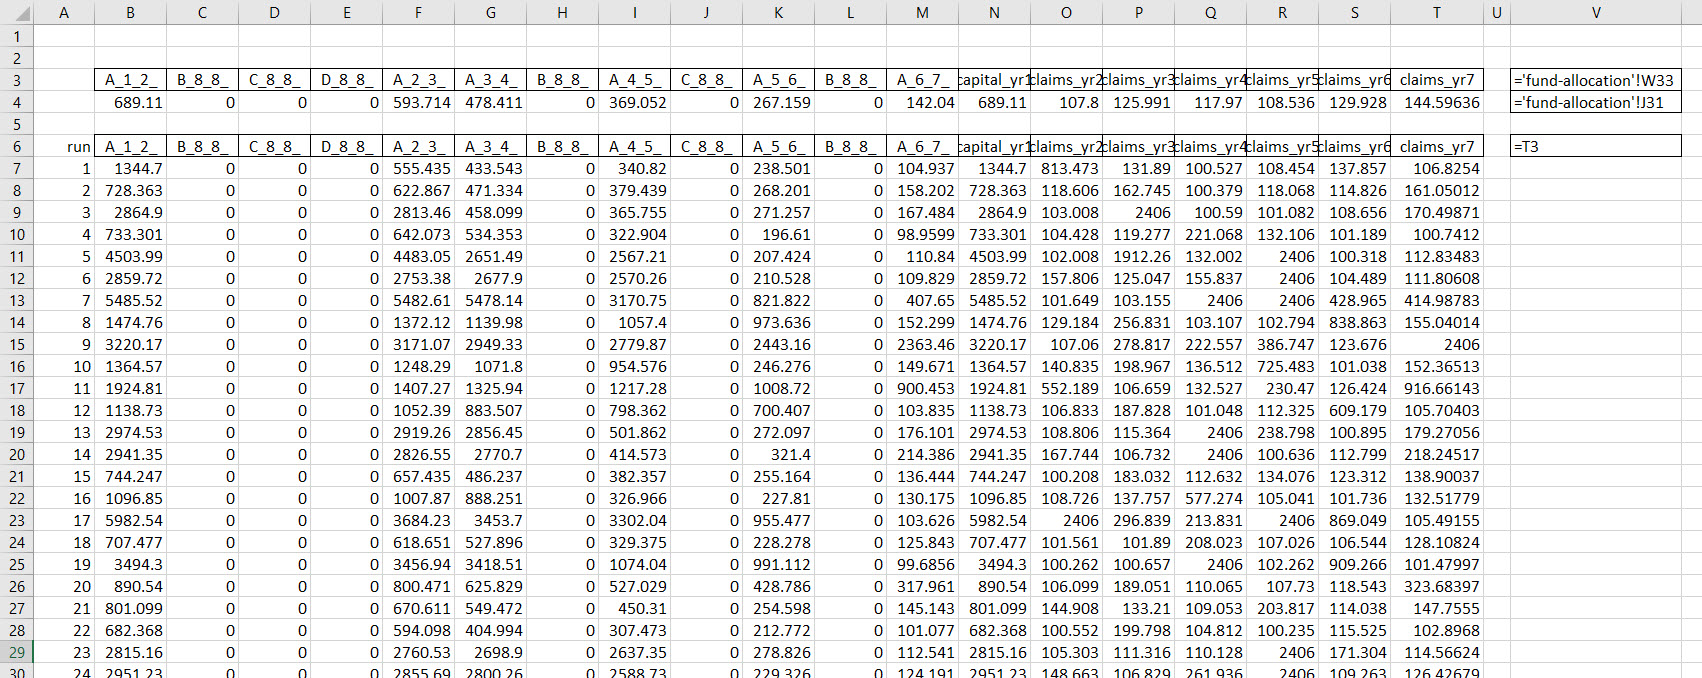 A B C D E F G H I J K L M N O P Q R S T U V
1
2
3 A_1_2_ B_8_8_ C_8_8_ D_8_8_ A_2_3_ A_3_4_ B_8_8_ A_4_5_ C_8_8_ A_5_6_ B_8_8_ A_6_7_ capital_yr1 claims_yr2 claims_yr3 claims_yr4 claims_yr5 claims_yr6 claims_yr7 ='fund-allocation'!W33
4 689.11 0 0 0 593.714 478.411 0 369.052 0 267.159 0 142.04 689.11 107.8 125.991 117.97 108.536 129.928 144.59636 ='fund-allocation'!J31
5
6 run A_1_2_ B_8_8_ C_8_8_ D_8_8_ A_2_3_ A_3_4_ B_8_8_ A_4_5_ C_8_8_ A_5_6_ B_8_8_ A_6_7_ capital_yr1 claims_yr2 claims_yr3 claims_yr4 claims_yr5 claims_yr6 claims_yr7 =T3
7 1 1344.7 0 0 0 555.435 433.543 0 340.82 0 238.501 0 104.937 1344.7 813.473 131.89 100.527 108.454 137.857 106.8254
8 2 728.363 0 0 0 622.867 471.334 0 379.439 0 268.201 0 158.202 728.363 118.606 162.745 100.379 118.068 114.826 161.05012
9 3 2864.9 0 0 0 2813.46 458.099 0 365.755 0 271.257 0 167.484 2864.9 103.008 2406 100.59 101.082 108.656 170.49871
10 4 733.301 0 0 0 642.073 534.353 0 322.904 0 196.61 0 98.9599 733.301 104.428 119.277 221.068 132.106 101.189 100.7412
11 5 4503.99 0 0 0 4483.05 2651.49 0 2567.21 0 207.424 0 110.84 4503.99 102.008 1912.26 132.002 2406 100.318 112.83483
12 6 2859.72 0 0 0 2753.38 2677.9 0 2570.26 0 210.528 0 109.829 2859.72 157.806 125.047 155.837 2406 104.489 111.80608
13 7 5485.52 0 0 0 5482.61 5478.14 0 3170.75 0 821.822 0 407.65 5485.52 101.649 103.155 2406 2406 428.965 414.98783
14 8 1474.76 0 0 0 1372.12 1139.98 0 1057.4 0 973.636 0 152.299 1474.76 129.184 256.831 103.107 102.794 838.863 155.04014
15 9 3220.17 0 0 0 3171.07 2949.33 0 2779.87 0 2443.16 0 2363.46 3220.17 107.06 278.817 222.557 386.747 123.676 2406
16 10 1364.57 0 0 0 1248.29 1071.8 0 954.576 0 246.276 0 149.671 1364.57 140.835 198.967 136.512 725.483 101.038 152.36513
17 11 1924.81 0 0 0 1407.27 1325.94 0 1217.28 0 1008.72 0 900.453 1924.81 552.189 106.659 132.527 230.47 126.424 916.66143
18 12 1138.73 0 0 0 1052.39 883.507 0 798.362 0 700.407 0 103.835 1138.73 106.833 187.828 101.048 112.325 609.179 105.70403
19 13 2974.53 0 0 0 2919.26 2856.45 0 501.862 0 272.097 0 176.101 2974.53 108.806 115.364 2406 238.798 100.895 179.27056
20 14 2941.35 0 0 0 2826.55 2770.7 0 414.573 0 321.4 0 214.386 2941.35 167.744 106.732 2406 100.636 112.799 218.24517
21 15 744.247 0 0 0 657.435 486.237 0 382.357 0 255.164 0 136.444 744.247 100.208 183.032 112.632 134.076 123.312 138.90037
22 16 1096.85 0 0 0 1007.87 888.251 0 326.966 0 227.81 0 130.175 1096.85 108.726 137.757 577.274 105.041 101.736 132.51779
23 17 5982.54 0 0 0 3684.23 3453.7 0 3302.04 0 955.477 0 103.626 5982.54 2406 296.839 213.831 2406 869.049 105.49155
24 18 707.477 0 0 0 618.651 527.896 0 329.375 0 228.278 0 125.843 707.477 101.561 101.89 208.023 107.026 106.544 128.10824
25 19 3494.3 0 0 0 3456.94 3418.51 0 1074.04 0 991.112 0 99.6856 3494.3 100.262 100.657 2406 102.262 909.266 101.47997
26 20 890.54 0 0 0 800.471 625.829 0 527.029 0 428.786 0 317.961 890.54 106.099 189.051 110.065 107.73 118.543 323.68397
27 21 801.099 0 0 0 670.611 549.472 0 450.31 0 254.598 0 145.143 801.099 144.908 133.21 109.053 203.817 114.038 147.7555
28 22 682.368 0 0 0 594.098 404.994 0 307.473 0 212.772 0 101.077 682.368 100.552 199.798 104.812 100.235 115.525 102.8968
29 23 2815.16 0 0 0 2760.53 2698.9 0 2637.35 0 278.826 0 112.541 2815.16 105.303 111.316 110.128 2406 171.304 114.56624
30 24 2951.23 0 0 0 2855.69 2800.26 0 2588.73 0 229.326 0 124.191 2951.23 148.663 106.829 261.936 2406 109.263 126.42679